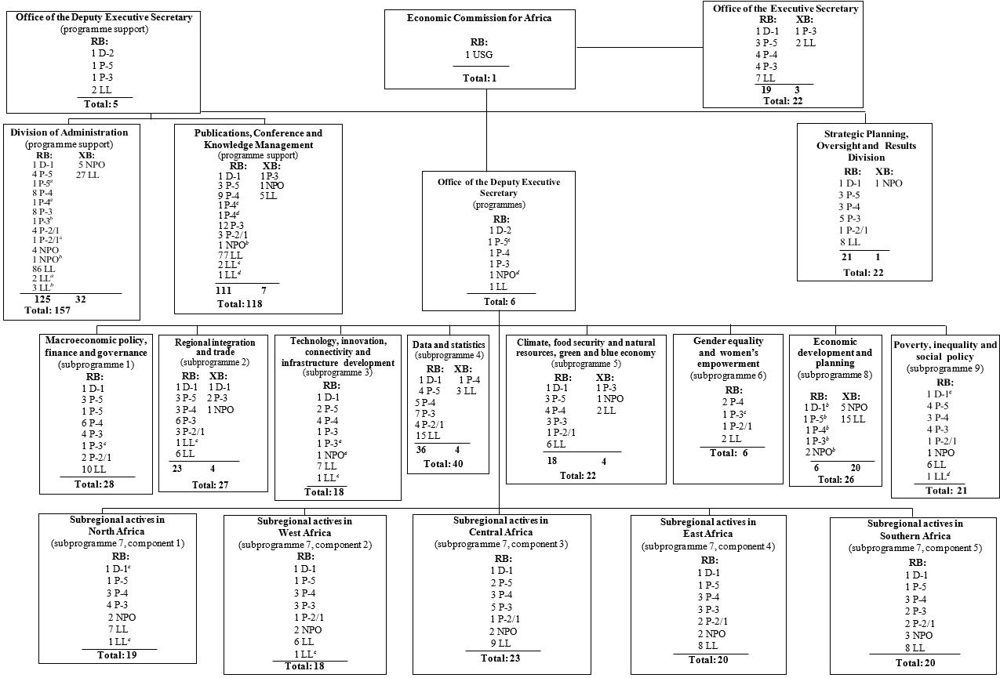 Office of the Deputy Executive Secretary
(programme support)
RB:
1 D-2
1 P-5
1 P-3
2 LL
Total: 5
Economic Commission for Africa
RB:
1 USG
Total: 1
Office of the Executive Secretary
RB: XB:
1 D-1 1 P-3
3 P-5 2 LL
4 P-4
4 P-3
7 LL
19 3
Total: 22
Division of Administration
(programme support)
RB: XB:
1 D-1 5 NPO
4 P-5 27 LL
1 P-5a
8 P-4
1 P-4a
8 P-3
1 P-3b
4 P-2/1
1 P-2/1c
4 NPO
1 NPOb
86 LL
2 LLa
3 LLb
125 32
Total: 157
Publications, Conference and
Knowledge Management
(programme support)
RB: XB:
1 D-1 1 P-3
3 P-5 1 NPO
9 P-4 5 LL
1 P-4c
1 P-4d
12 P-3
3 P-2/1
1 NPOb
77 LL
2 LLc
1 LLd
111 7
Total: 118
Office of the Deputy Executive
Secretary
(programmes)
RB:
1 D-2
1 P-5c
1 P-4
1 P-3
1 NPOd
1 LL
Total: 6
Strategic Planning,
Oversight and Results
Division
RB: XB:
1 D-1 1 NPO
3 P-5
3 P-4
5 P-3
1 P-2/1
8 LL
21 1
Total: 22
Macroeconomic policy,
finance and governance
(subprogramme 1)
RB:
1 D-1
3 P-5
1 P-5
6 P-4
4 P-3
1 P-3c
2 P-2/1
10 LL
Total: 28
Regional integration
and trade
(subprogramme 2)
RB: XB:
1 D-1 1 D-1
3 P-5 2 P-3
3 P-4 1 NPO
6 P-3
3 P-2/1
1 LLc
6 LL
23 4
Total: 27
Technology, innovation,
connectivity and
infrastructure development
(subprogramme 3)
RB:
1 D-1
2 P-5
4 P-4
1 P-3
1 P-3c
1 NPOc
7 LL
1 LLc
Total: 18
Data and statistics
(subprogramme 4)
RB: XB:
1 D-1 1 P-4
4 P-5 3 LL
5 P-4
7 P-3
4 P-2/1
15 LL
36 4
Total: 40
Climate, food security and natural
resources, green and blue economy
(subprogramme 5)
RB: XB:
1 D-1 1 P-3
3 P-5 1 NPO
4 P-4 2 LL
3 P-3
1 P-2/1
6 LL
18 4
Total: 22
Gender equality
and women’s
empowerment
(subprogramme 6)
RB:
2 P-4
1 P-3c
1 P-2/1
2 LL
Total: 6
Economic
development and
planning
(subprogramme 8)
RB: XB:
1 D-1b 5 NPO
1 P-5b 15 LL
1 P-4b
1 P-3b
2 NPOb
6 20
Total: 26
Poverty, inequality and
social policy
(subprogramme 9)
RB:
1 D-1c
4 P-5
3 P-4
4 P-3
1 P-2/1
1 NPO
6 LL
1 LLd
Total: 21
Subregional actives in
North Africa
(subprogramme 7, component 1)
RB:
1 D-1c
1 P-5
3 P-4
4 P-3
2 NPO
7 LL
1 LLc
Total: 19
Subregional actives in
West Africa
(subprogramme 7, component 2)
RB:
1 D-1
1 P-5
3 P-4
3 P-3
1 P-2/1
2 NPO
6 LL
1 LLc
Total: 18
Subregional actives in
Central Africa
(subprogramme 7, component 3)
RB:
1 D-1
2 P-5
3 P-4
5 P-3
1 P-2/1
2 NPO
9 LL
Total: 23
Subregional actives in
East Africa
(subprogramme 7, component 4)
RB:
1 D-1
1 P-5
3 P-4
3 P-3
2 P-2/1
2 NPO
8 LL
Total: 20
Subregional actives in
Southern Africa
(subprogramme 7, component 5)
RB:
1 D-1
1 P-5
3 P-4
2 P-3
2 P-2/1
3 NPO
8 LL
Total: 20